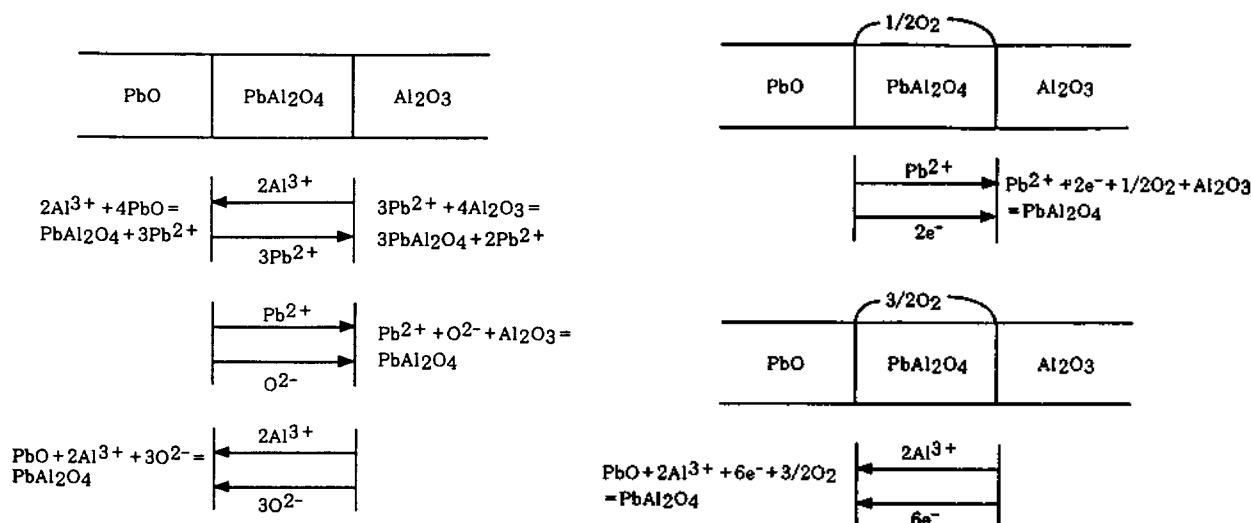 PbO PbAl₂O₄ Al₂O₃
2Al³⁺
2Al³⁺ + 4PbO =
PbAl₂O₄ + 3Pb²⁺
3Pb²⁺
3Pb²⁺ + 4Al₂O₃ =
3PbAl₂O₄ + 2Pb²⁺
Pb²⁺
O²⁻
Pb²⁺ + O²⁻ + Al₂O₃ =
PbAl₂O₄
PbO + 2Al³⁺ + 3O²⁻ =
PbAl₂O₄
2Al³⁺
3O²⁻
1/2O₂
PbO PbAl₂O₄ Al₂O₃
Pb²⁺
2e⁻
Pb²⁺ + 2e⁻ + 1/2O₂ + Al₂O₃
= PbAl₂O₄
3/2O₂
PbO PbAl₂O₄ Al₂O₃
PbO + 2Al³⁺ + 6e⁻ + 3/2O₂
= PbAl₂O₄
2Al³⁺
6e⁻